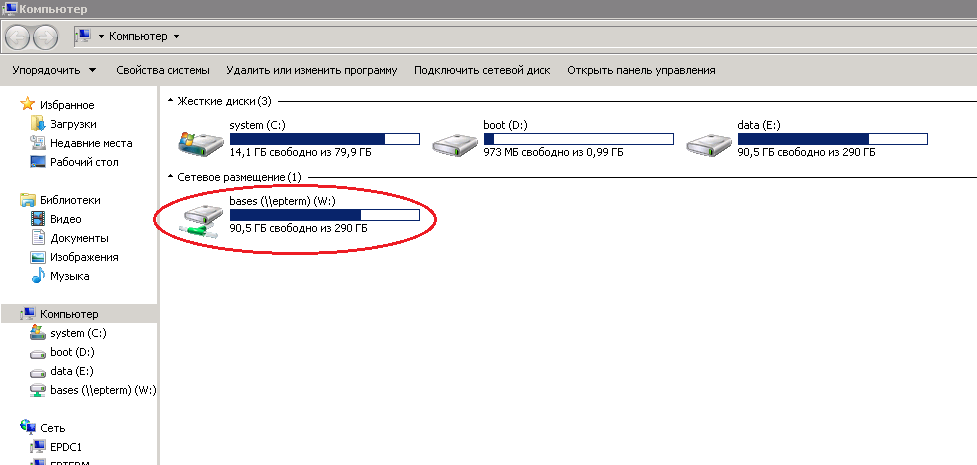 Компьютер
Компьютер
Упорядочить Свойства системы Удалить или изменить программу Подключить сетевой диск Открыть панель управления
Избранное
Загрузки
Недавние места
Рабочий стол
Библиотеки
Видео
Документы
Изображения
Музыка
Компьютер
system (C:)
boot (D:)
data (E:)
bases (\\epterm) (W:)
Сеть
EPDC1
EPTERM
Жесткие диски (3)
system (C:)
14,1 ГБ свободно из 79,9 ГБ
boot (D:)
973 МБ свободно из 0,99 ГБ
data (E:)
90,5 ГБ свободно из 290 ГБ
Сетевое размещение (1)
bases (\\epterm) (W:)
90,5 ГБ свободно из 290 ГБ